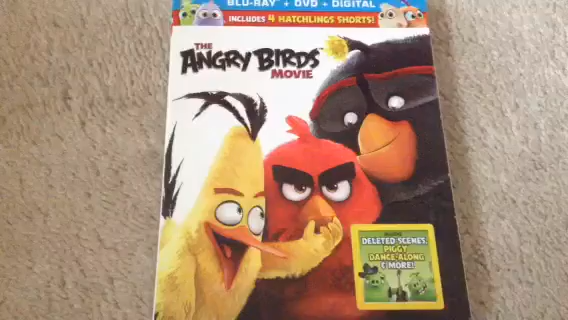 BLU-RAY + DVD + DIGITAL
INCLUDES 4 HATCHLINGS SHORTS!
THE
ANGRY BIRDS
MOVIE
DELETED SCENES,
PIGGY
DANCE-ALONG
& MORE!